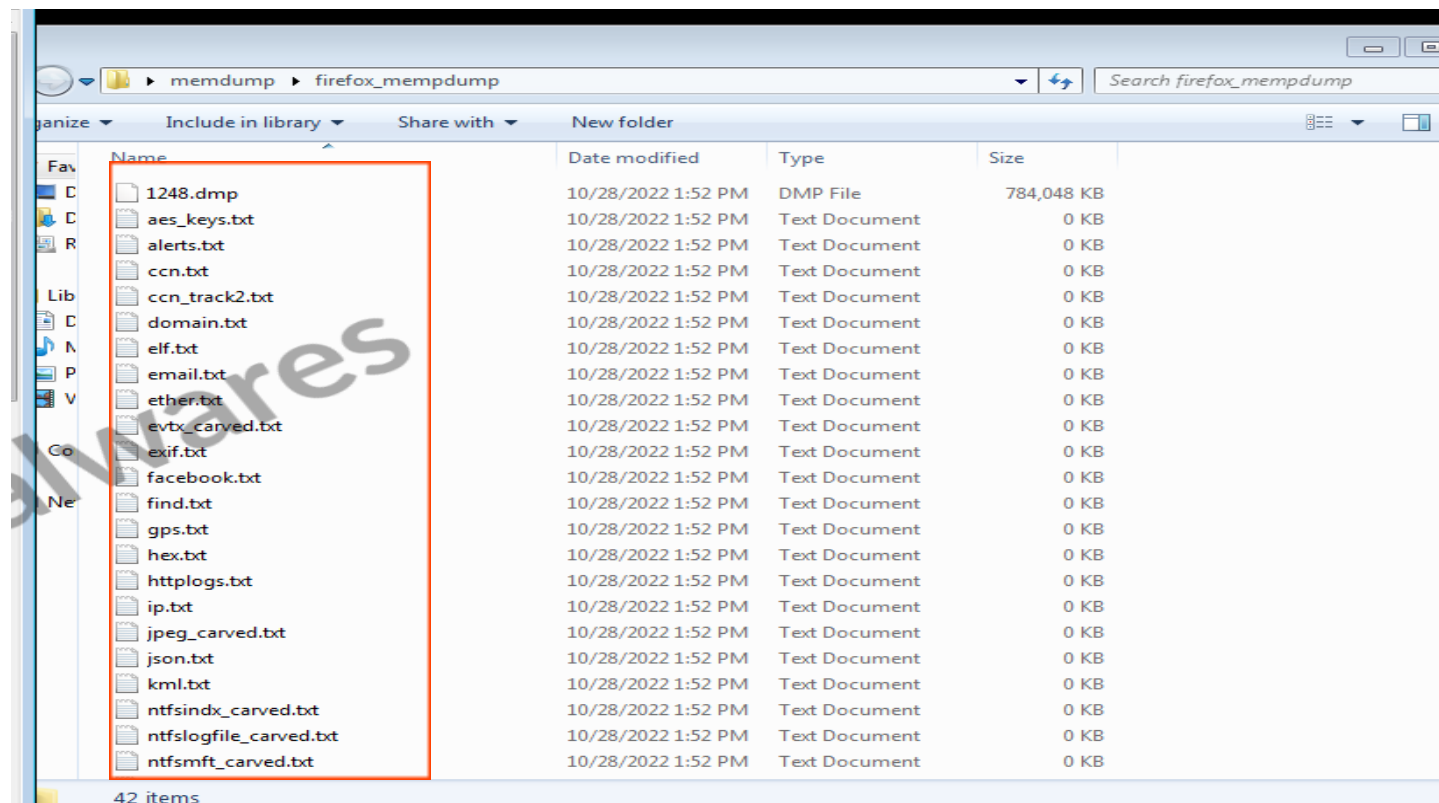 memdump firefox_mempdump Search firefox_mempdump
ganize Include in library Share with New folder
Name Date modified Type Size
Fav
1248.dmp 10/28/2022 1:52 PM DMP File 784,048 KB
D
aes_keys.txt 10/28/2022 1:52 PM Text Document 0 KB
D
alerts.txt 10/28/2022 1:52 PM Text Document 0 KB
R
ccn.txt 10/28/2022 1:52 PM Text Document 0 KB
Lib ccn_track2.txt 10/28/2022 1:52 PM Text Document 0 KB
D domain.txt 10/28/2022 1:52 PM Text Document 0 KB
elf.txt 10/28/2022 1:52 PM Text Document 0 KB
P email.txt 10/28/2022 1:52 PM Text Document 0 KB
V ether.txt 10/28/2022 1:52 PM Text Document 0 KB
evtx_carved.txt 10/28/2022 1:52 PM Text Document 0 KB
Co exif.txt 10/28/2022 1:52 PM Text Document 0 KB
facebook.txt 10/28/2022 1:52 PM Text Document 0 KB
Ne find.txt 10/28/2022 1:52 PM Text Document 0 KB
gps.txt 10/28/2022 1:52 PM Text Document 0 KB
hex.txt 10/28/2022 1:52 PM Text Document 0 KB
httplogs.txt 10/28/2022 1:52 PM Text Document 0 KB
ip.txt 10/28/2022 1:52 PM Text Document 0 KB
jpeg_carved.txt 10/28/2022 1:52 PM Text Document 0 KB
json.txt 10/28/2022 1:52 PM Text Document 0 KB
kml.txt 10/28/2022 1:52 PM Text Document 0 KB
ntfsindx_carved.txt 10/28/2022 1:52 PM Text Document 0 KB
ntfslogfile_carved.txt 10/28/2022 1:52 PM Text Document 0 KB
ntfsmft_carved.txt 10/28/2022 1:52 PM Text Document 0 KB
42 items
alwares